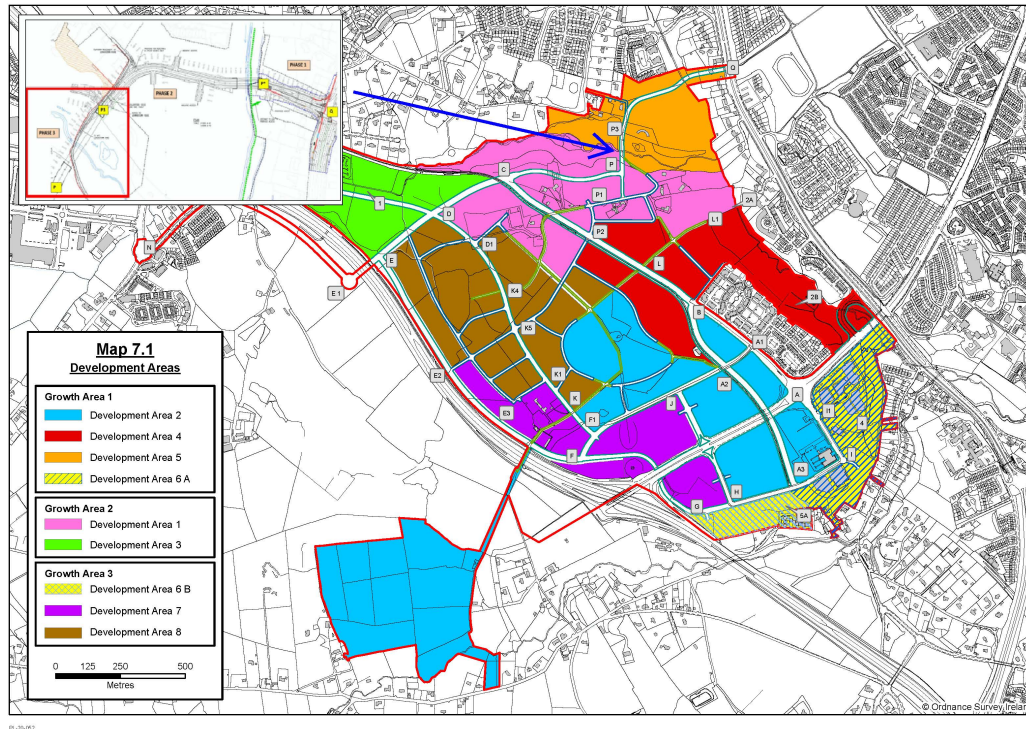 PHASE 1
PHASE 2
PHASE 3
P1
P*
Q
P
Q
P3
P
C
P1
2A
1
D
L1
P2
N
D1
E
L
E 1
K4
2B
B
K5
A1
E2
K1
A2
K
J
A
E3
F1
I1
4
F
I
A3
H
G
5A
Map 7.1
Development Areas
Growth Area 1
Development Area 2
Development Area 4
Development Area 5
Development Area 6 A
Growth Area 2
Development Area 1
Development Area 3
Growth Area 3
Development Area 6 B
Development Area 7
Development Area 8
0 125 250 500
Metres
© Ordnance Survey Irelan